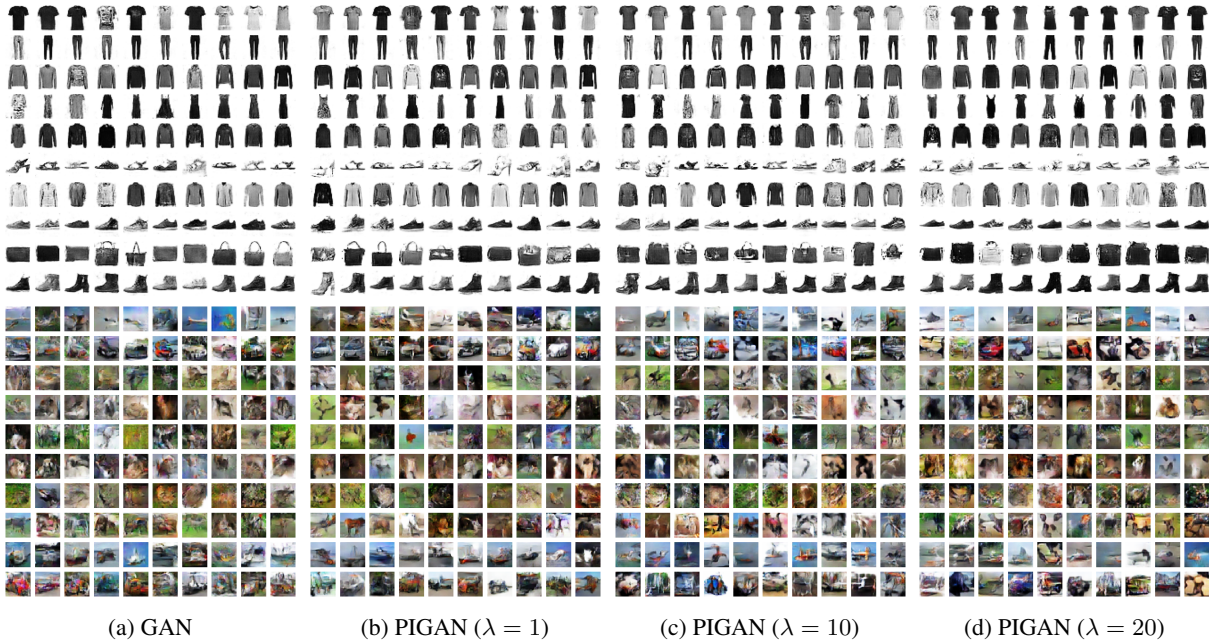 (a) GAN
(b) PIGAN (λ = 1)
(c) PIGAN (λ = 10)
(d) PIGAN (λ = 20)